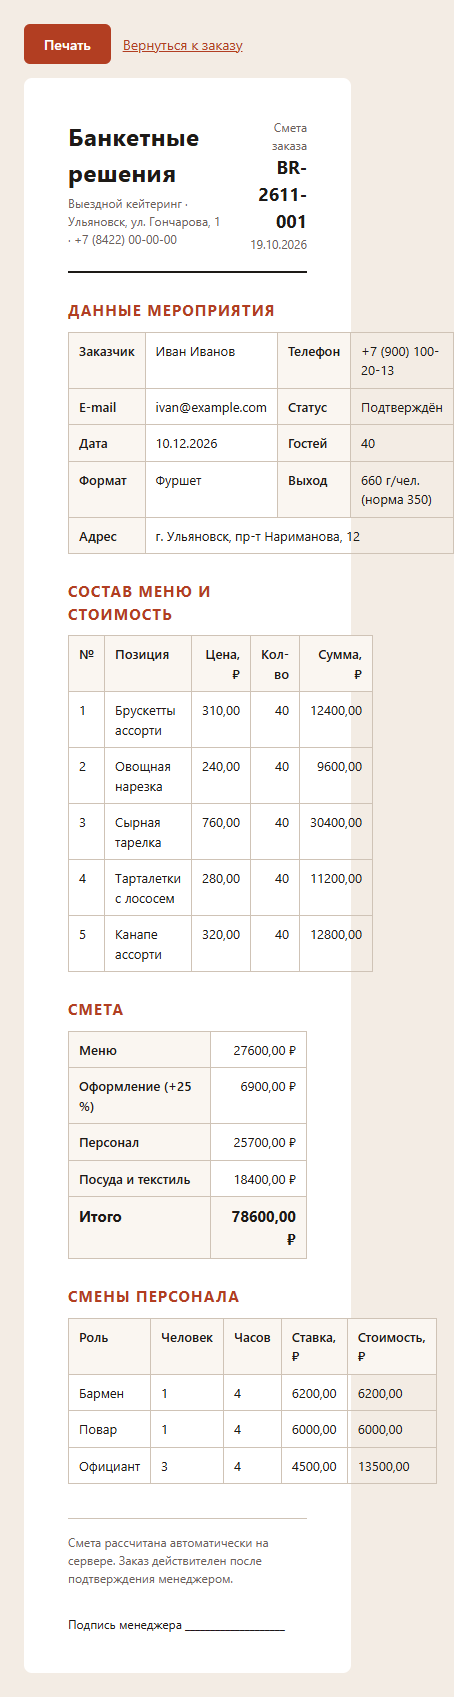 Печать Вернуться к заказу
Банкетные
решения
Выездной кейтеринг ·
Ульяновск, ул. Гончарова, 1
· +7 (8422) 00-00-00
Смета
заказа
BR-
2611-
001
19.10.2026
ДАННЫЕ МЕРОПРИЯТИЯ
Заказчик Иван Иванов Телефон +7 (900) 100-
20-13
E-mail ivan@example.com Статус Подтверждён
Дата 10.12.2026 Гостей 40
Формат Фуршет Выход 660 г/чел.
(норма 350)
Адрес г. Ульяновск, пр-т Нариманова, 12
СОСТАВ МЕНЮ И
СТОИМОСТЬ
№ Позиция Цена, Кол- Сумма,
₽ во ₽
1 Брускетты 310,00 40 12400,00
ассорти
2 Овощная 240,00 40 9600,00
нарезка
3 Сырная 760,00 40 30400,00
тарелка
4 Тарталетки 280,00 40 11200,00
с лососем
5 Канапе 320,00 40 12800,00
ассорти
СМЕТА
Меню 27600,00 ₽
Оформление (+25 6900,00 ₽
%)
Персонал 25700,00 ₽
Посуда и текстиль 18400,00 ₽
Итого 78600,00
₽
СМЕНЫ ПЕРСОНАЛА
Роль Человек Часов Ставка, Стоимость,
₽ ₽
Бармен 1 4 6200,00 6200,00
Повар 1 4 6000,00 6000,00
Официант 3 4 4500,00 13500,00
Смета рассчитана автоматически на
сервере. Заказ действителен после
подтверждения менеджером.
Подпись менеджера ___________________